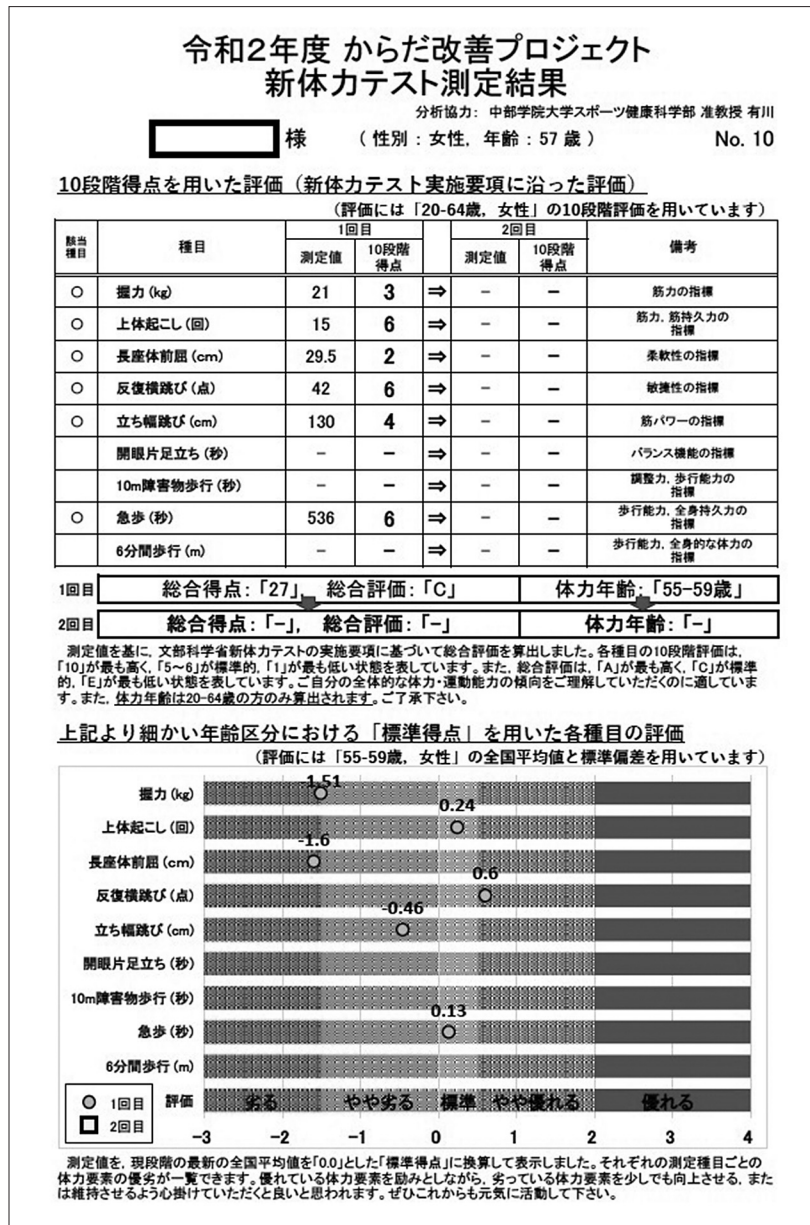 令和２年度 からだ改善プロジェクト
新体力テスト測定結果
分析協力： 中部学院大学スポーツ健康科学部 准教授 有川
様 （ 性別 : 女性, 年齢 : 57 歳 ） No. 10
10段階得点を用いた評価（新体力テスト実施要項に沿った評価）
（評価には「20-64歳, 女性」の10段階評価を用いています）
該当種目 種目 1回目 2回目 備考
測定値 10段階得点 測定値 10段階得点
○ 握力 (kg) 21 3 ⇒ － － 筋力の指標
○ 上体起こし (回) 15 6 ⇒ － － 筋力, 筋持久力の指標
○ 長座体前屈 (cm) 29.5 2 ⇒ － － 柔軟性の指標
○ 反復横跳び (点) 42 6 ⇒ － － 敏捷性の指標
○ 立ち幅跳び (cm) 130 4 ⇒ － － 筋パワーの指標
開眼片足立ち (秒) － － ⇒ － － バランス機能の指標
10m障害物歩行 (秒) － － ⇒ － － 調整力, 歩行能力の指標
○ 急歩 (秒) 536 6 ⇒ － － 歩行能力, 全身持久力の指標
6分間歩行 (m) － － ⇒ － － 歩行能力, 全身的な体力の指標
1回目 総合得点：「27」, 総合評価：「C」 体力年齢：「55-59歳」
2回目 総合得点：「-」, 総合評価：「-」 体力年齢：「-」
測定値を基に, 文部科学省新体力テストの実施要項に基づいて総合評価を算出しました。各種目の10段階評価は,
「10」が最も高く,「5～6」が標準的,「1」が最も低い状態を表しています。また, 総合評価は,「A」が最も高く,「C」が標準
的,「E」が最も低い状態を表しています。ご自分の全体的な体力・運動能力の傾向をご理解していただくのに適していま
す。また, 体力年齢は20-64歳の方のみ算出されます。ご了承下さい。
上記より細かい年齢区分における「標準得点」を用いた各種目の評価
（評価には「55-59歳, 女性」の全国平均値と標準偏差を用いています）
握力 (kg) -1.51
上体起こし (回) 0.24
長座体前屈 (cm) -1.6
反復横跳び (点) 0.6
立ち幅跳び (cm) -0.46
開眼片足立ち (秒)
10m障害物歩行 (秒)
急歩 (秒) 0.13
6分間歩行 (m)
○ 1回目 評価 劣る やや劣る 標準 やや優れる 優れる
□ 2回目
-3 -2 -1 0 1 2 3 4
測定値を, 現段階の最新の全国平均値を「0.0」とした「標準得点」に換算して表示しました。それぞれの測定種目ごとの
体力要素の優劣が一覧できます。優れている体力要素を励みとしながら, 劣っている体力要素を少しでも向上させる, また
は維持させるよう心掛けていただくと良いと思われます。ぜひこれからも元気に活動して下さい。